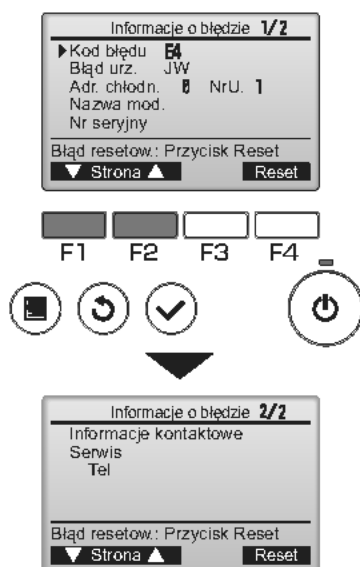 Informacje o błędzie 1/2
Kod błędu E4
Błąd urz. JW
Adr. chłodn. 0 NrU. 1
Nazwa mod.
Nr seryjny
Błąd resetow.: Przycisk Reset
▼ Strona ▲ Reset
F1 F2 F3 F4
Informacje o błędzie 2/2
Informacje kontaktowe
Serwis
Tel
Błąd resetow.: Przycisk Reset
▼ Strona ▲ Reset